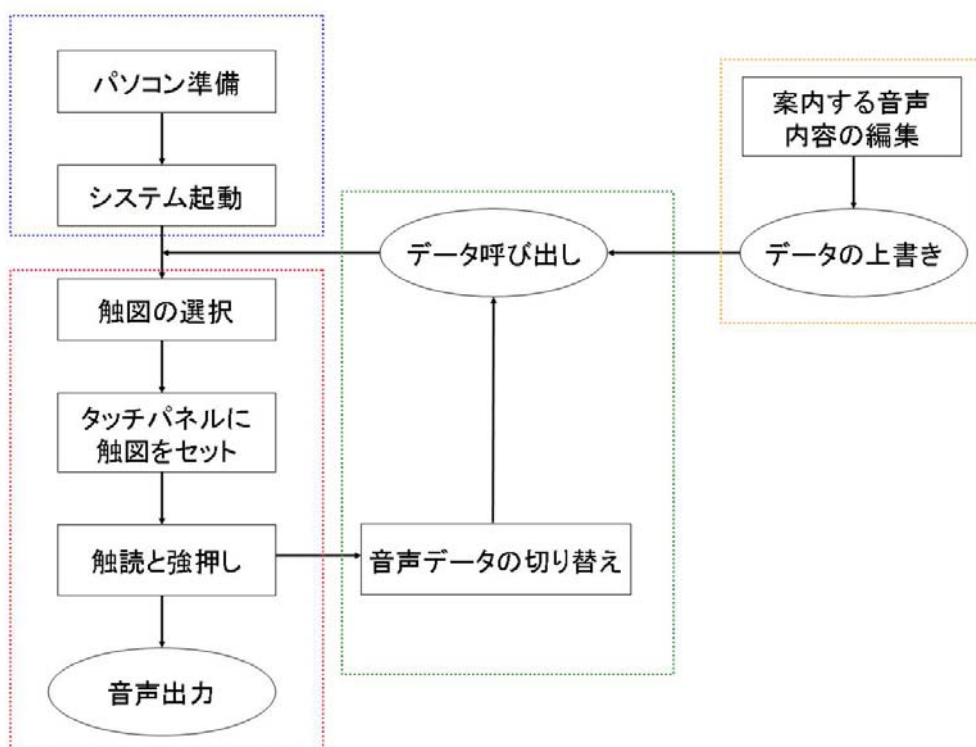 パソコン準備
システム起動
触図の選択
タッチパネルに
触図をセット
触読と強押し
音声出力
データ呼び出し
音声データの切り替え
案内する音声
内容の編集
データの上書き